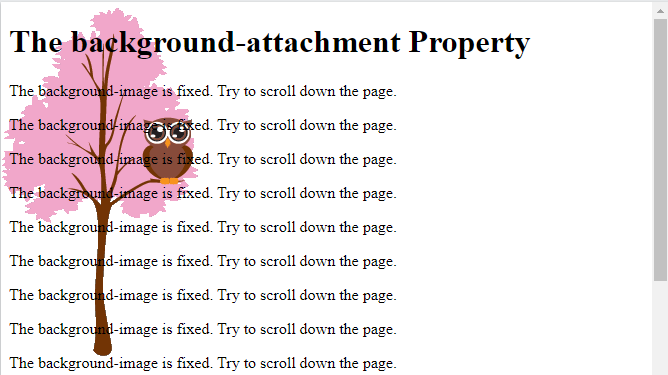 The background-attachment Property
The background-image is fixed. Try to scroll down the page.
The background-image is fixed. Try to scroll down the page.
The background-image is fixed. Try to scroll down the page.
The background-image is fixed. Try to scroll down the page.
The background-image is fixed. Try to scroll down the page.
The background-image is fixed. Try to scroll down the page.
The background-image is fixed. Try to scroll down the page.
The background-image is fixed. Try to scroll down the page.
The background-image is fixed. Try to scroll down the page.